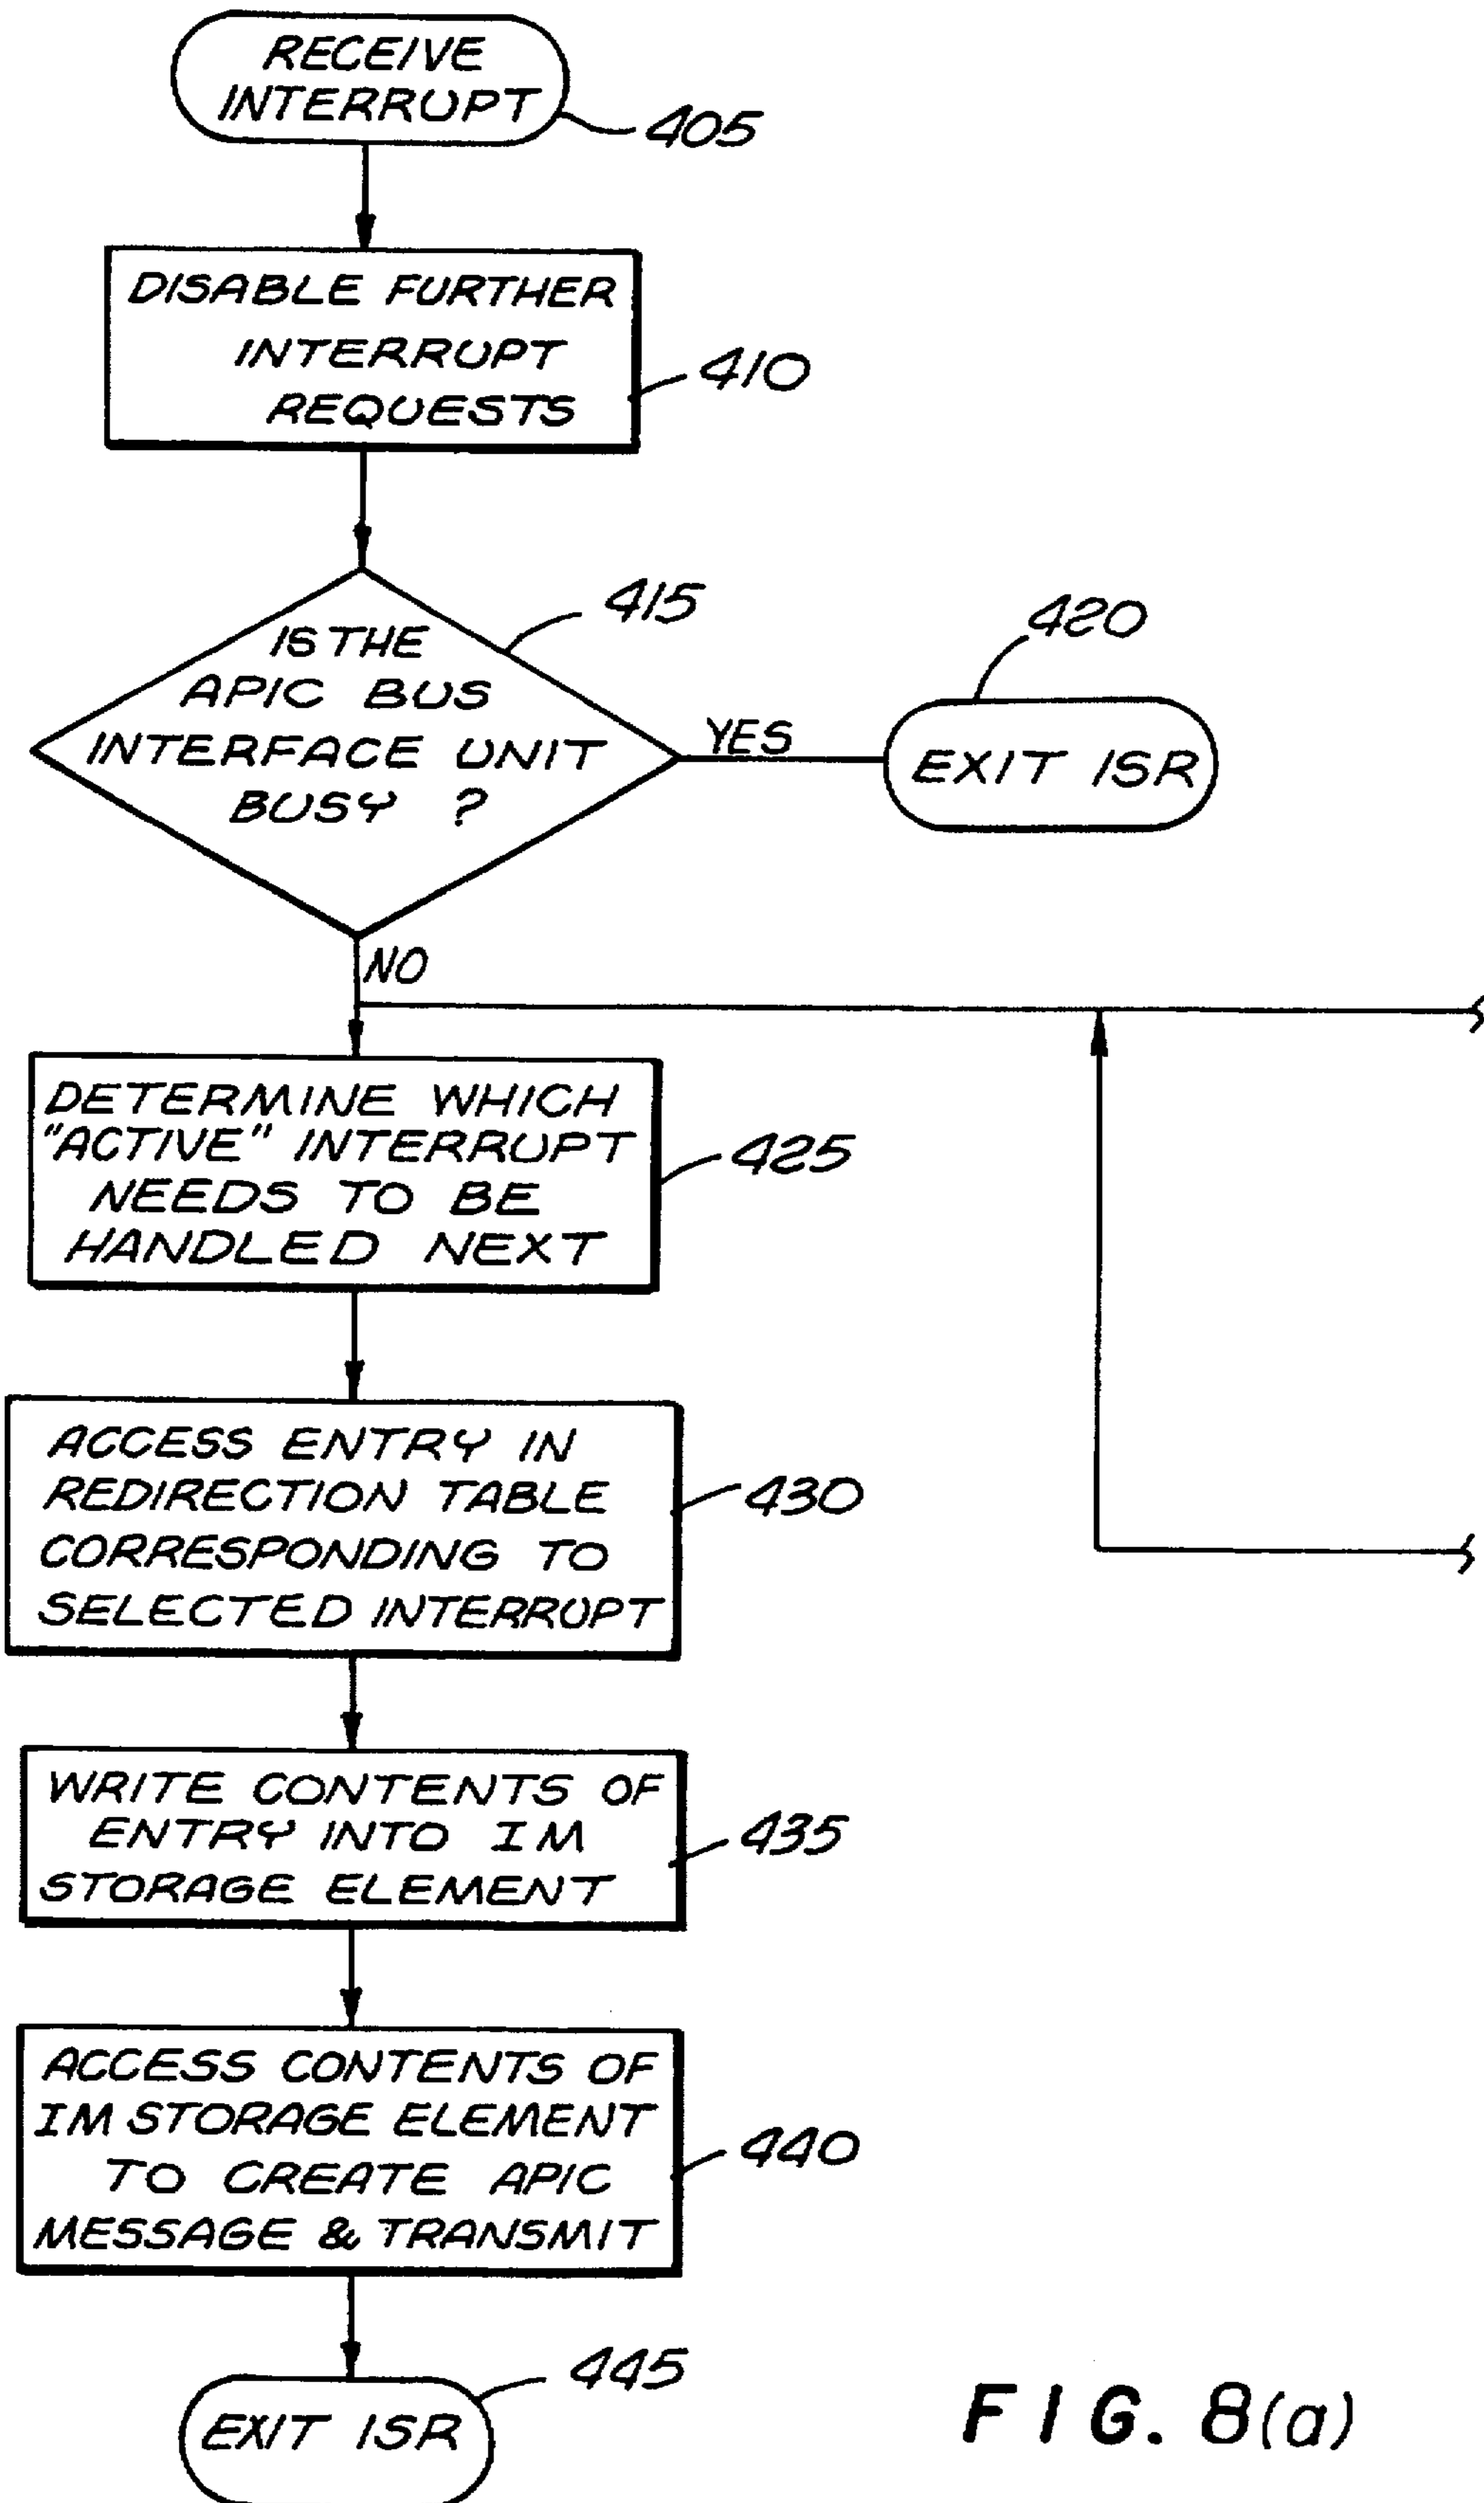 RECEIVE
INTERRUPT
405
DISABLE FURTHER
INTERRUPT
REQUESTS
410
IS THE
APIC BUS
INTERFACE UNIT
BUSY ?
415
YES
420
EXIT ISR
NO
DETERMINE WHICH
"ACTIVE" INTERRUPT
NEEDS TO BE
HANDLED NEXT
425
ACCESS ENTRY IN
REDIRECTION TABLE
CORRESPONDING TO
SELECTED INTERRUPT
430
WRITE CONTENTS OF
ENTRY INTO IM
STORAGE ELEMENT
435
ACCESS CONTENTS OF
IM STORAGE ELEMENT
TO CREATE APIC
MESSAGE & TRANSMIT
440
445
EXIT ISR
FIG. 8(a)